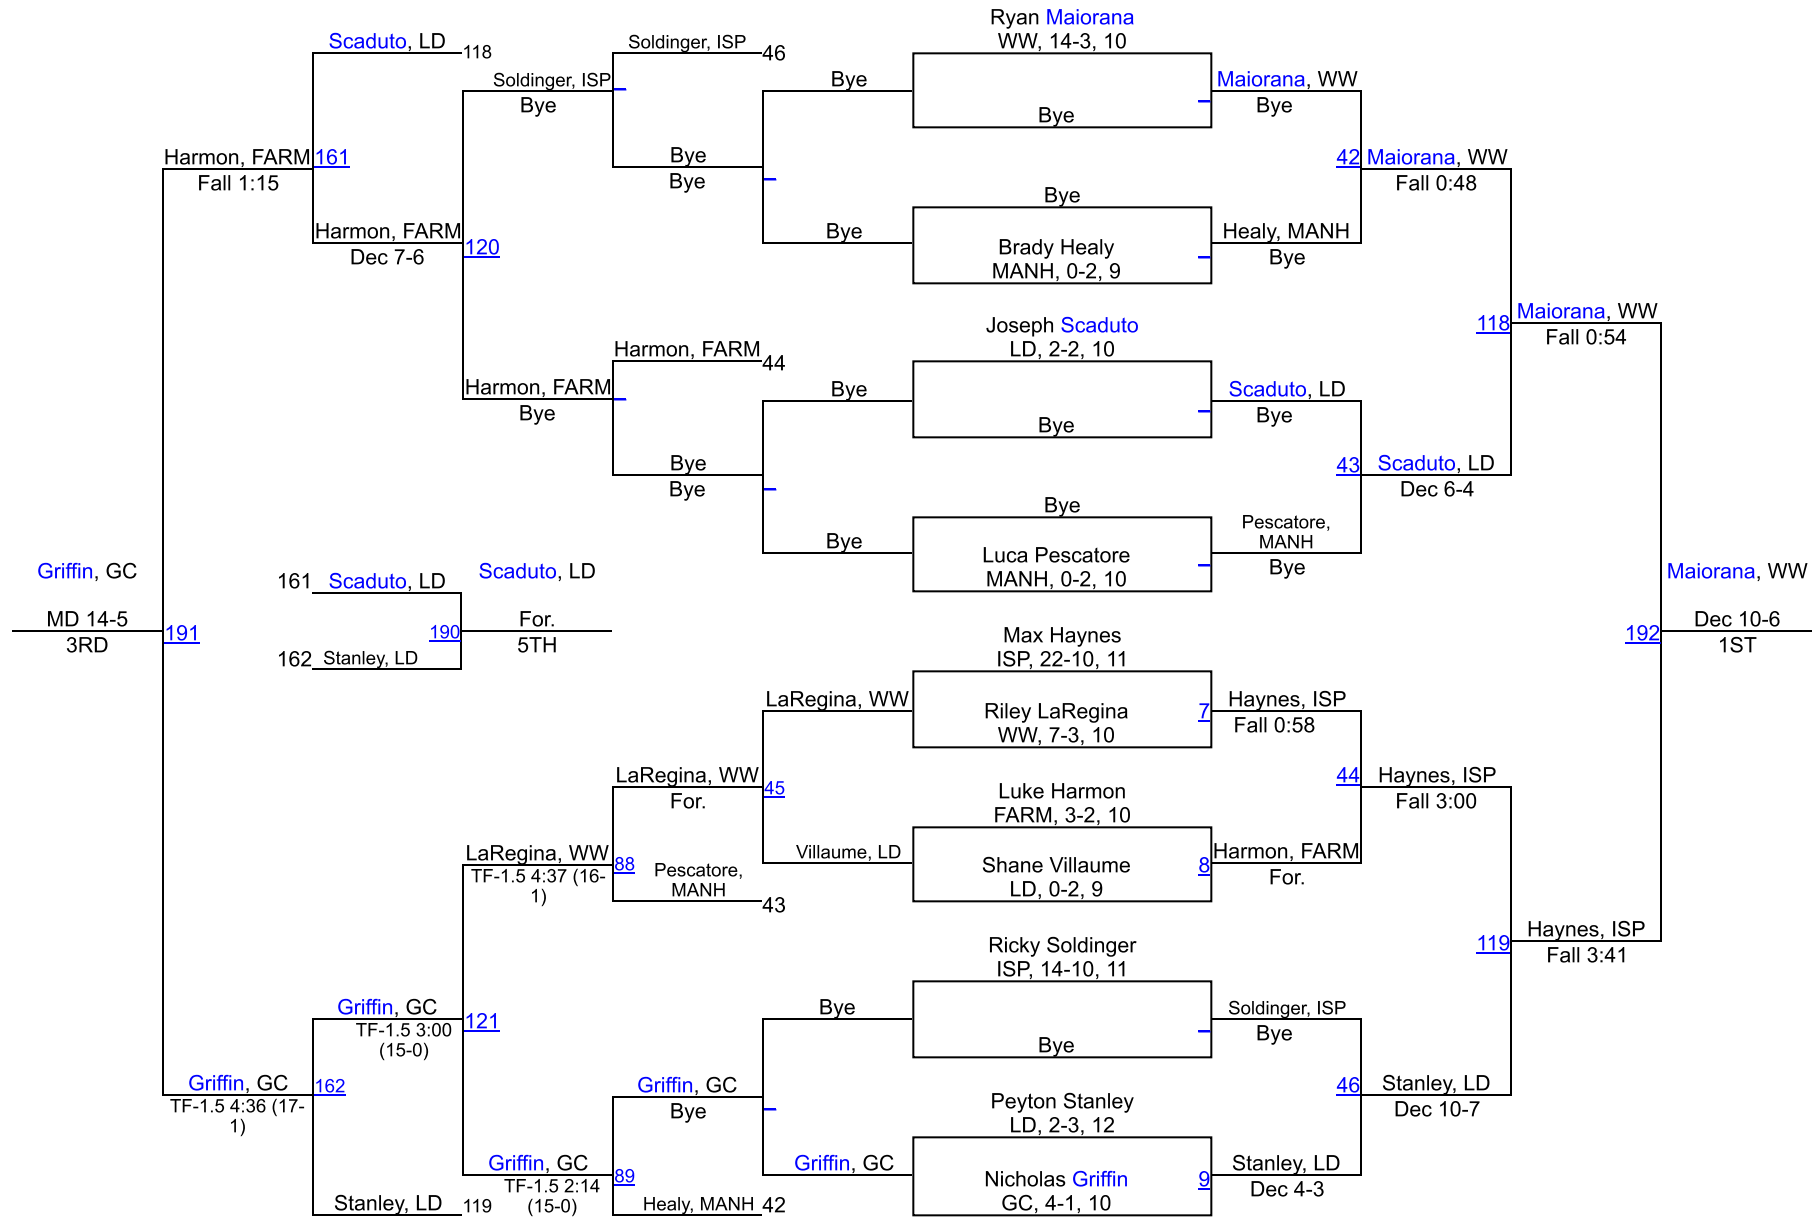 Ryan Maiorana
WW, 14-3, 10
Scaduto, LD
118
Soldinger, ISP
46
Soldinger, ISP
Bye
Bye
Bye
Maiorana, WW
Bye
Harmon, FARM
161
Fall 1:15
Bye
Bye
42
Maiorana, WW
Fall 0:48
Harmon, FARM
Dec 7-6
120
Bye
Bye
Brady Healy
MANH, 0-2, 9
Healy, MANH
Bye
Maiorana, WW
118
Fall 0:54
Joseph Scaduto
LD, 2-2, 10
Harmon, FARM
44
Harmon, FARM
Bye
Bye
Bye
Scaduto, LD
Bye
Bye
Bye
43
Scaduto, LD
Dec 6-4
Bye
Bye
Luca Pescatore
MANH, 0-2, 10
Pescatore,
MANH
Bye
Griffin, GC
MD 14-5
3RD
191
161
Scaduto, LD
162
Stanley, LD
190
Scaduto, LD
For.
5TH
Maiorana, WW
192
Dec 10-6
1ST
Max Haynes
ISP, 22-10, 11
LaRegina, WW
Riley LaRegina
WW, 7-3, 10
7
Haynes, ISP
Fall 0:58
LaRegina, WW
For.
45
44
Haynes, ISP
Fall 3:00
Luke Harmon
FARM, 3-2, 10
LaRegina, WW
TF-1.5 4:37 (16-
1)
88
Pescatore,
MANH
43
Villaume, LD
Shane Villaume
LD, 0-2, 9
8
Harmon, FARM
For.
119
Haynes, ISP
Fall 3:41
Ricky Soldinger
ISP, 14-10, 11
Griffin, GC
TF-1.5 3:00
(15-0)
121
Bye
Bye
Soldinger, ISP
Bye
Griffin, GC
TF-1.5 4:36 (17-
1)
162
Griffin, GC
Bye
46
Stanley, LD
Dec 10-7
Peyton Stanley
LD, 2-3, 12
Griffin, GC
TF-1.5 2:14
(15-0)
89
Griffin, GC
Nicholas Griffin
GC, 4-1, 10
9
Stanley, LD
Dec 4-3
Stanley, LD
119
Healy, MANH
42